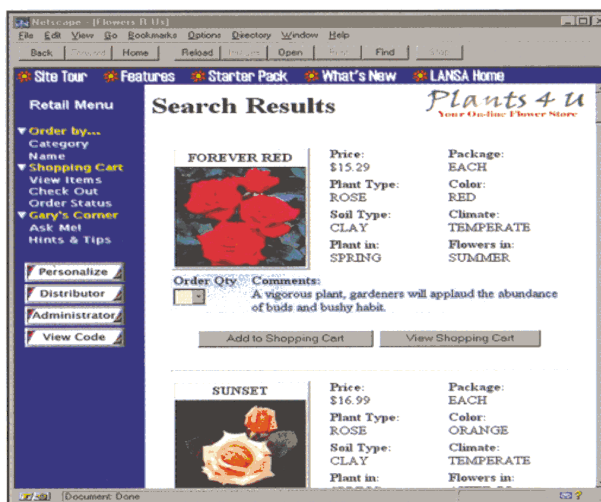 Netscape - [Flowers R Us]
File Edit View Go Bookmarks Options Directory Window Help
Back Forward Home Reload Images Open Print Find Stop
Site Tour Features Starter Pack What's New LANSA Home
Retail Menu
Order by...
Category
Name
Shopping Cart
View Items
Check Out
Order Status
Gary's Corner
Ask Me!
Hints & Tips
Personalize
Distributor
Administrator
View Code
Search Results
Plants 4 U
Your On-line Flower Store
FOREVER RED
Price: Package:
$15.29 EACH
Plant Type: Color:
ROSE RED
Soil Type: Climate:
CLAY TEMPERATE
Plant in: Flowers in:
SPRING SUMMER
Order Qty Comments:
A vigorous plant, gardeners will applaud the abundance
of buds and bushy habit.
Add to Shopping Cart View Shopping Cart
SUNSET
Price: Package:
$16.99 EACH
Plant Type: Color:
ROSE ORANGE
Soil Type: Climate:
CLAY TEMPERATE
Plant in: Flowers in:
Document: Done